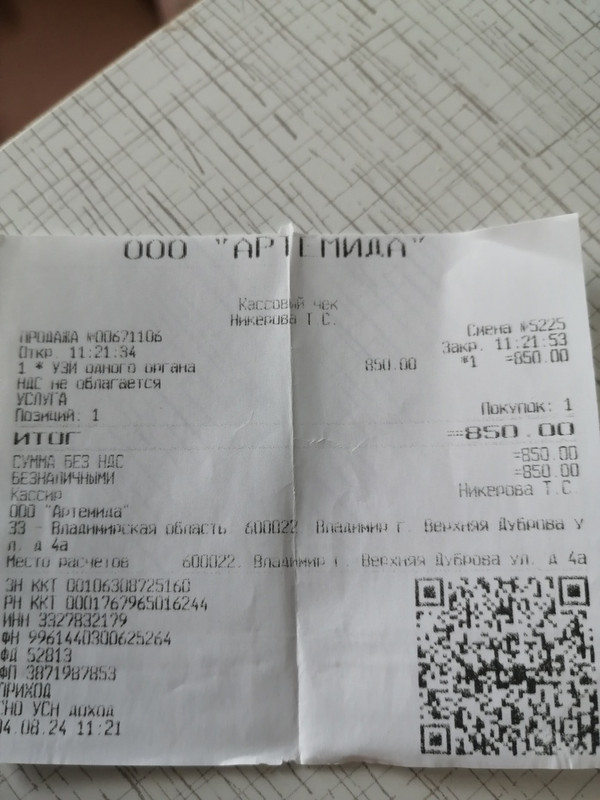 ООО "АРТЕМИДА"
Кассовый чек
Никерова Т.С.
ПРОДАЖА №00671106 Смена №5225
Откр. 11:21:34 Закр. 11:21:53
1 * УЗИ одного органа 850.00 *1 =850.00
НДС не облагается
УСЛУГА
Позиций: 1 Покупок: 1
ИТОГ =850.00
СУММА БЕЗ НДС =850.00
БЕЗНАЛИЧНЫМИ =850.00
Кассир Никерова Т.С.
ООО "Артемида"
33 - Владимирская область, 600022, Владимир г, Верхняя Дуброва у
л, д 4а
Место расчетов 600022, Владимир г, Верхняя Дуброва ул, д 4а
ЗН ККТ 00106308725160
РН ККТ 0001767965016244
ИНН 3327832179
ФН 9961440300625264
ФД 52813
ФП 3871987853
ПРИХОД
СНО УСН доход
04.08.24 11:21